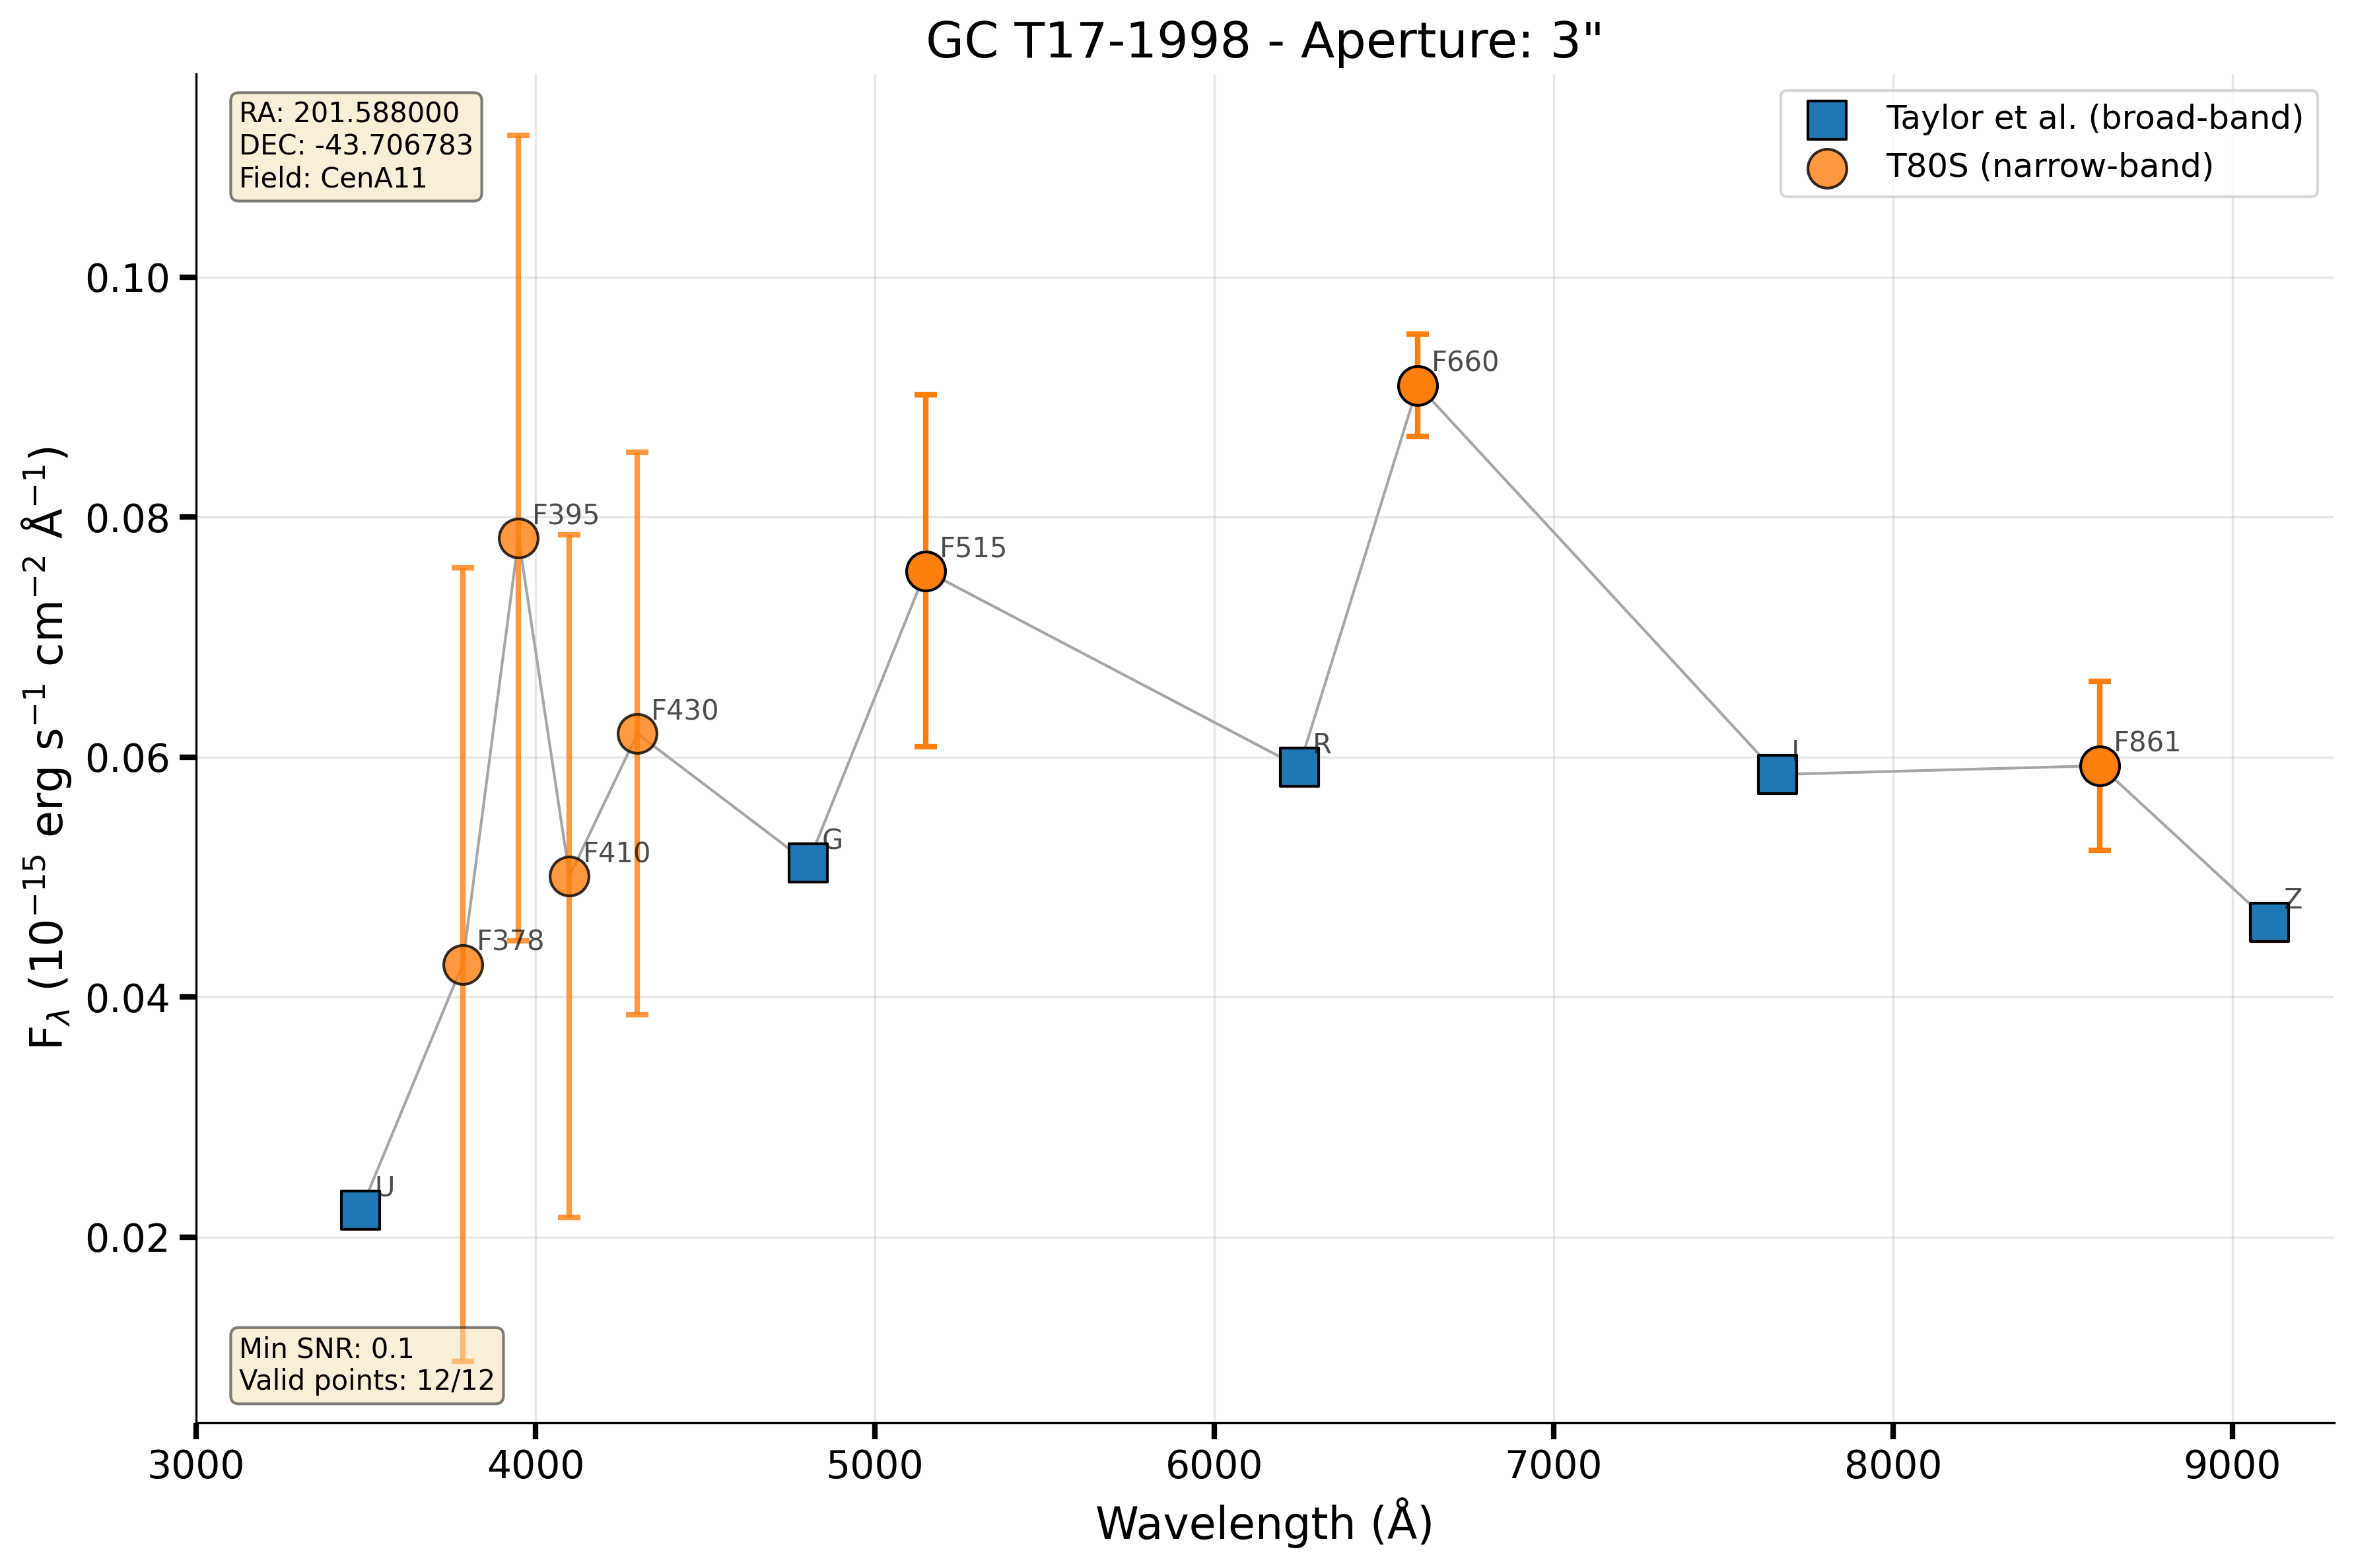 GC T17-1998 - Aperture: 3"
RA: 201.588000
DEC: -43.706783
Field: CenA11
Taylor et al. (broad-band)
T80S (narrow-band)
0.10
0.08
0.06
0.04
0.02
F$_{\lambda}$ (10$^{-15}$ erg s$^{-1}$ cm$^{-2}$ Å$^{-1}$)
F660
F395
F515
F430
R
I
F861
G
F410
Z
F378
U
Min SNR: 0.1
Valid points: 12/12
3000 4000 5000 6000 7000 8000 9000
Wavelength (Å)